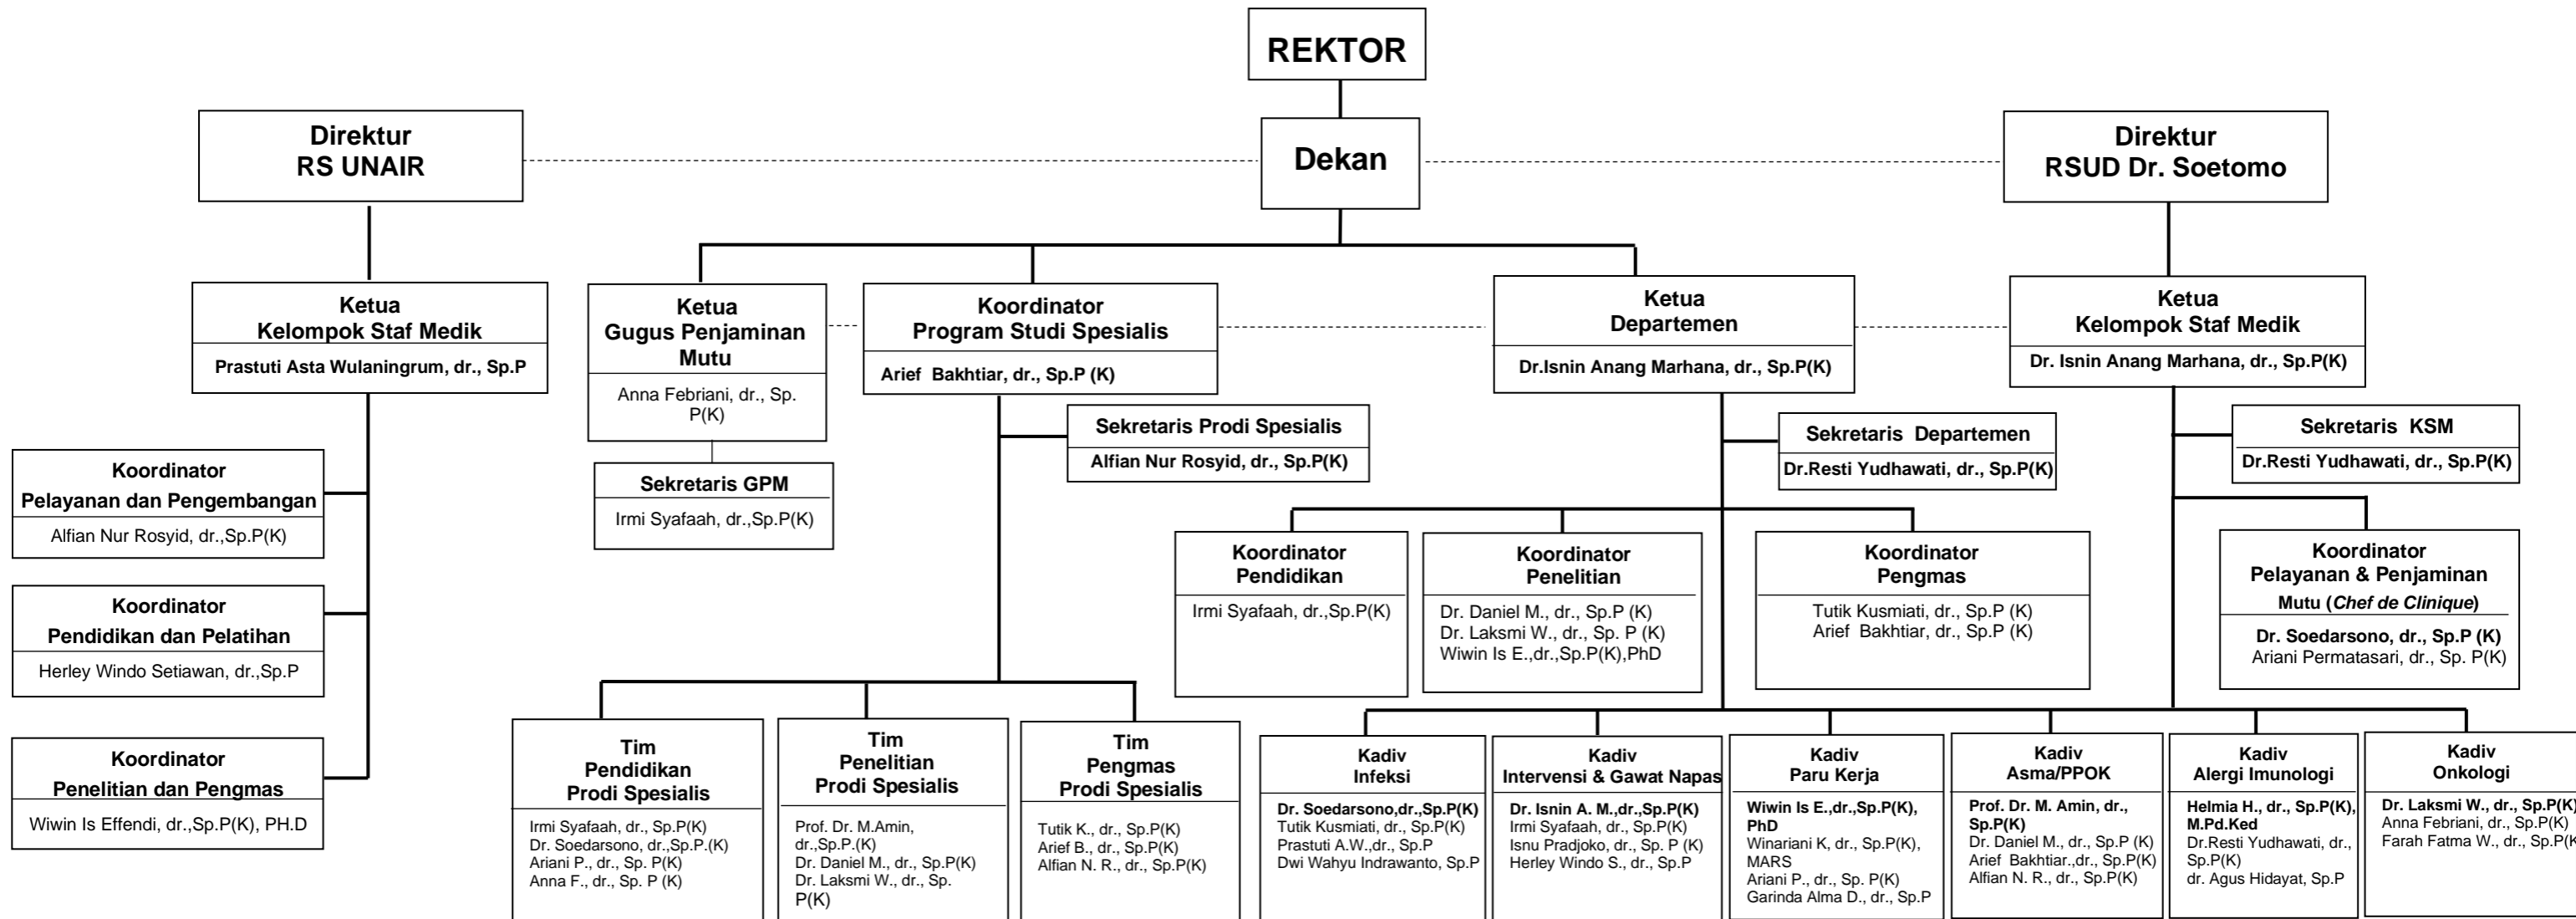 REKTOR
Direktur
RS UNAIR
Dekan
Direktur
RSUD Dr. Soetomo
Ketua
Kelompok Staf Medik
Prastuti Asta Wulaningrum, dr., Sp.P
Ketua
Gugus Penjaminan
Mutu
Anna Febriani, dr., Sp.
P(K)
Koordinator
Program Studi Spesialis
Arief Bakhtiar, dr., Sp.P (K)
Ketua
Departemen
Dr.Isnin Anang Marhana, dr., Sp.P(K)
Ketua
Kelompok Staf Medik
Dr. Isnin Anang Marhana, dr., Sp.P(K)
Sekretaris Prodi Spesialis
Alfian Nur Rosyid, dr., Sp.P(K)
Sekretaris Departemen
Dr.Resti Yudhawati, dr., Sp.P(K)
Sekretaris KSM
Dr.Resti Yudhawati, dr., Sp.P(K)
Koordinator
Pelayanan dan Pengembangan
Alfian Nur Rosyid, dr.,Sp.P(K)
Sekretaris GPM
Irmi Syafaah, dr.,Sp.P(K)
Koordinator
Pendidikan
Irmi Syafaah, dr.,Sp.P(K)
Koordinator
Penelitian
Dr. Daniel M., dr., Sp.P (K)
Dr. Laksmi W., dr., Sp. P (K)
Wiwin Is E.,dr.,Sp.P(K),PhD
Koordinator
Pengmas
Tutik Kusmiati, dr., Sp.P (K)
Arief Bakhtiar, dr., Sp.P (K)
Koordinator
Pelayanan & Penjaminan
Mutu (Chef de Clinique)
Dr. Soedarsono, dr., Sp.P (K)
Ariani Permatasari, dr., Sp. P(K)
Koordinator
Pendidikan dan Pelatihan
Herley Windo Setiawan, dr.,Sp.P
Koordinator
Penelitian dan Pengmas
Wiwin Is Effendi, dr.,Sp.P(K), PH.D
Tim
Pendidikan
Prodi Spesialis
Irmi Syafaah, dr., Sp.P(K)
Dr. Soedarsono, dr.,Sp.P.(K)
Ariani P., dr., Sp. P(K)
Anna F., dr., Sp. P (K)
Tim
Penelitian
Prodi Spesialis
Prof. Dr. M.Amin,
dr.,Sp.P.(K)
Dr. Daniel M., dr., Sp.P(K)
Dr. Laksmi W., dr., Sp.
P(K)
Tim
Pengmas
Prodi Spesialis
Tutik K., dr., Sp.P(K)
Arief B., dr., Sp.P(K)
Alfian N. R., dr., Sp.P(K)
Kadiv
Infeksi
Dr. Soedarsono,dr.,Sp.P(K)
Tutik Kusmiati, dr., Sp.P(K)
Prastuti A.W.,dr., Sp.P
Dwi Wahyu Indrawanto, Sp.P
Kadiv
Intervensi & Gawat Napas
Dr. Isnin A. M.,dr.,Sp.P(K)
Irmi Syafaah, dr., Sp.P(K)
Isnu Pradjoko, dr., Sp. P (K)
Herley Windo S., dr., Sp.P
Kadiv
Paru Kerja
Wiwin Is E.,dr.,Sp.P(K),
PhD
Winariani K, dr., Sp.P(K),
MARS
Ariani P., dr., Sp. P(K)
Garinda Alma D., dr., Sp.P
Kadiv
Asma/PPOK
Prof. Dr. M. Amin, dr.,
Sp.P(K)
Dr. Daniel M., dr., Sp.P (K)
Arief Bakhtiar.,dr., Sp.P(K)
Alfian N. R., dr., Sp.P(K)
Kadiv
Alergi Imunologi
Helmia H., dr., Sp.P(K),
M.Pd.Ked
Dr.Resti Yudhawati, dr.,
Sp.P(K)
dr. Agus Hidayat, Sp.P
Kadiv
Onkologi
Dr. Laksmi W., dr., Sp.P(K)
Anna Febriani, dr., Sp.P(K)
Farah Fatma W., dr., Sp.P(K